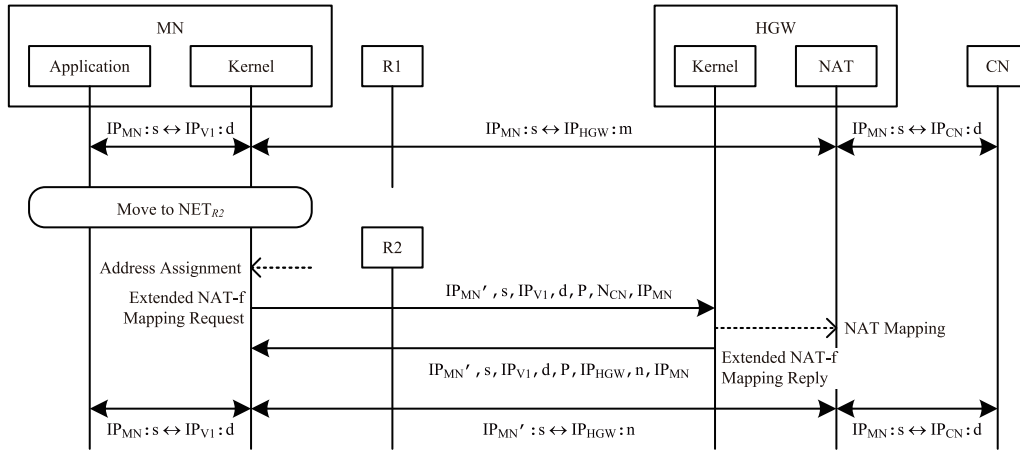 MN
HGW
Application
Kernel
R1
Kernel
NAT
CN
IP_MN:s ↔ IP_V1:d
IP_MN:s ↔ IP_HGW:m
IP_MN:s ↔ IP_CN:d
Move to NET_R2
R2
Address Assignment
Extended NAT-f
Mapping Request
IP_MN′, s, IP_V1, d, P, N_CN, IP_MN
NAT Mapping
IP_MN′, s, IP_V1, d, P, IP_HGW, n, IP_MN
Extended NAT-f
Mapping Reply
IP_MN:s ↔ IP_V1:d
IP_MN′:s ↔ IP_HGW:n
IP_MN:s ↔ IP_CN:d